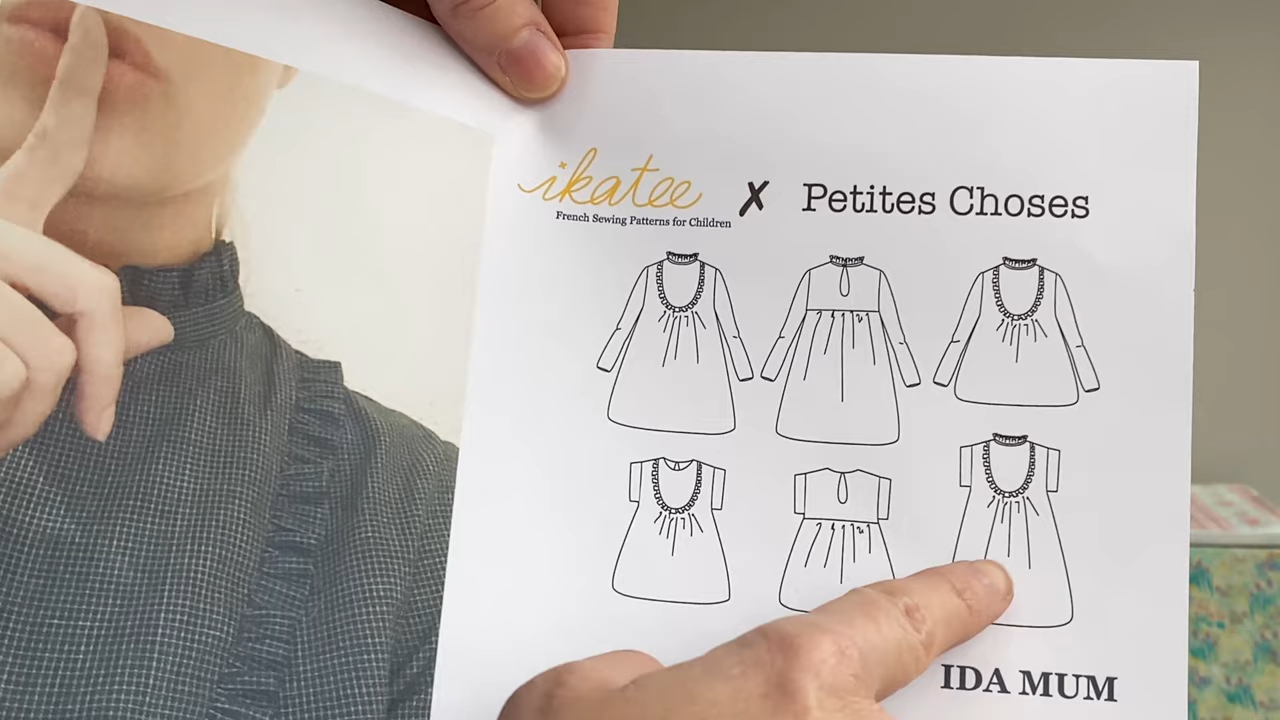 ikatee
French Sewing Patterns for Children
X
Petites Choses
IDA MUM